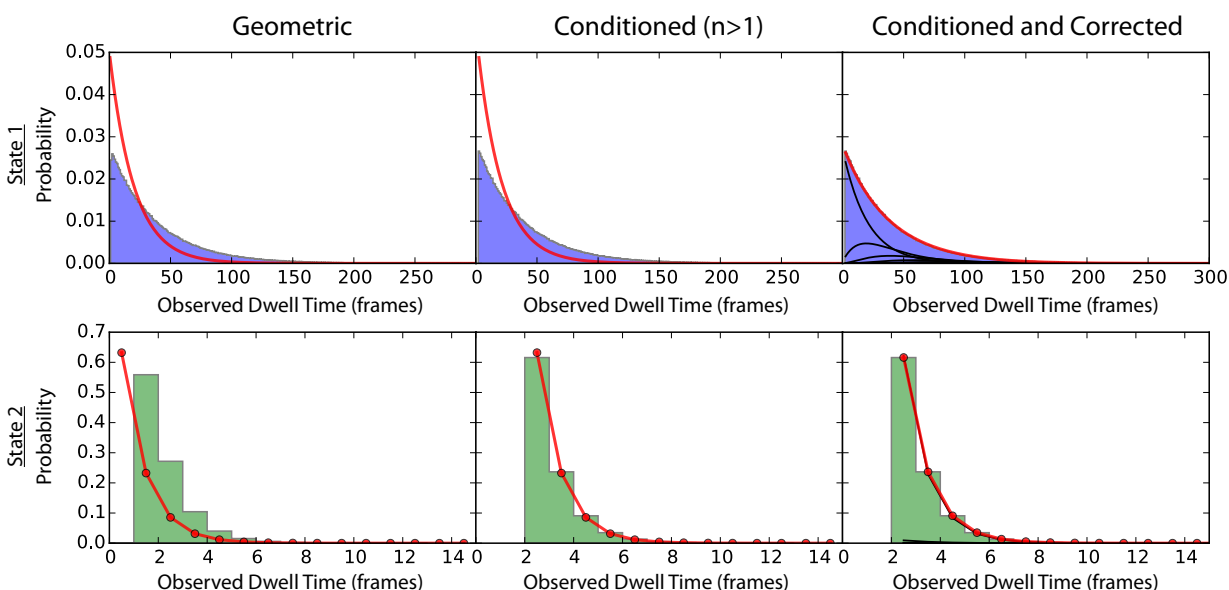 Geometric Conditioned (n>1) Conditioned and Corrected
State 1
Probability
0.05
0.04
0.03
0.02
0.01
0.00
0 50 100 150 200 250 0 50 100 150 200 250 0 50 100 150 200 250 300
Observed Dwell Time (frames) Observed Dwell Time (frames) Observed Dwell Time (frames)
State 2
Probability
0.7
0.6
0.5
0.4
0.3
0.2
0.1
0.0
0 2 4 6 8 10 12 14 0 2 4 6 8 10 12 14 0 2 4 6 8 10 12 14
Observed Dwell Time (frames) Observed Dwell Time (frames) Observed Dwell Time (frames)